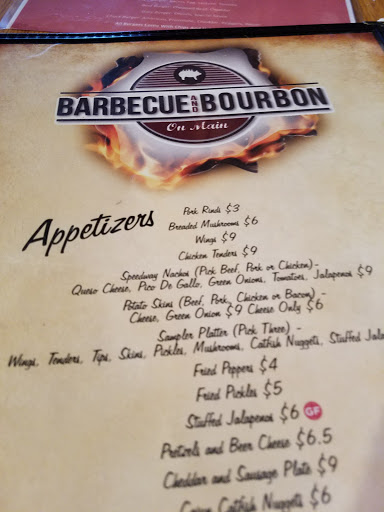 BARBECUE AND BOURBON
On Main
Appetizers
Pork Rinds $3
Breaded Mushrooms $6
Wings $9
Chicken Tenders $9
Speedway Nachos (Pick Beef, Pork or Chicken) -
Queso Cheese, Pico De Gallo, Green Onions, Tomatoes, Jalapenos $9
Potato Skins (Beef, Pork, Chicken or Bacon) -
Cheese, Green Onion $9 Cheese Only $6
Sampler Platter (Pick Three) -
Wings, Tenders, Tips, Skins, Pickles, Mushrooms, Catfish Nuggets, Stuffed Jal
Fried Peppers $4
Fried Pickles $5
Stuffed Jalapenos $6 GF
Pretzels and Beer Cheese $6.5
Cheddar and Sausage Plate $9
Cajun Catfish Nuggets $6